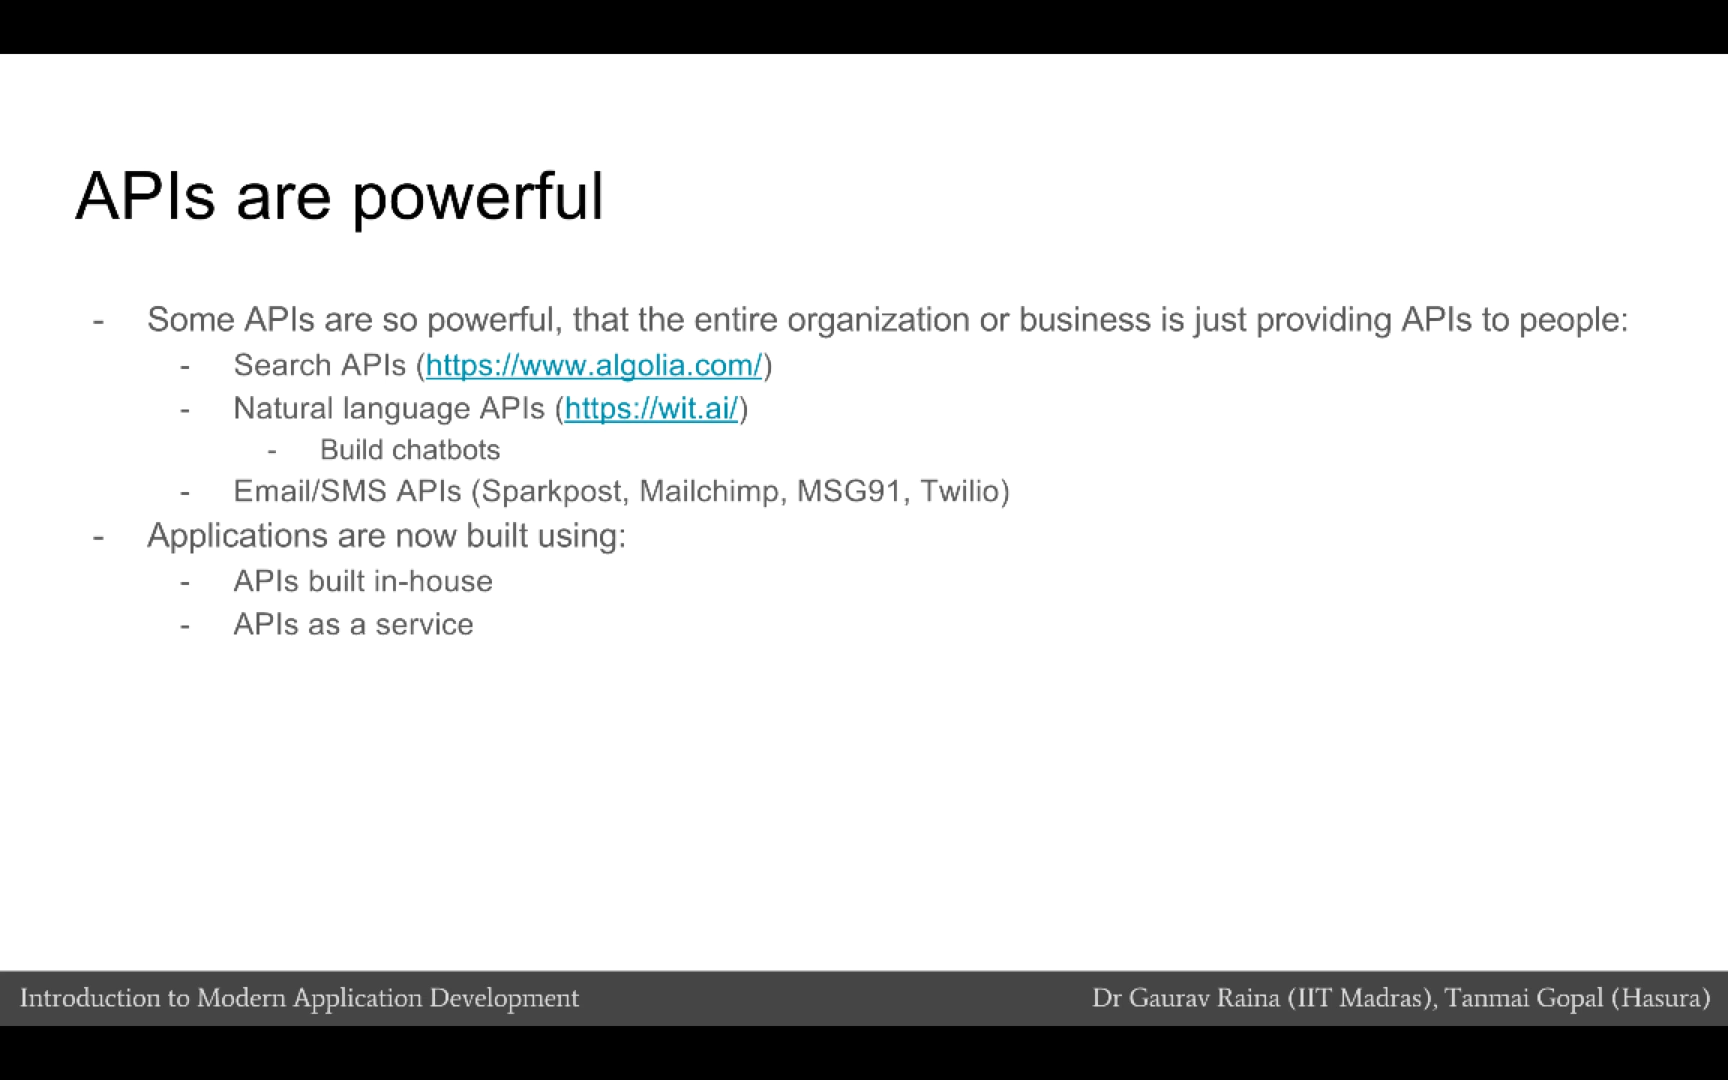 APIs are powerful
- Some APIs are so powerful, that the entire organization or business is just providing APIs to people:
- Search APIs (https://www.algolia.com/)
- Natural language APIs (https://wit.ai/)
- Build chatbots
- Email/SMS APIs (Sparkpost, Mailchimp, MSG91, Twilio)
- Applications are now built using:
- APIs built in-house
- APIs as a service
Introduction to Modern Application Development
Dr Gaurav Raina (IIT Madras), Tanmai Gopal (Hasura)